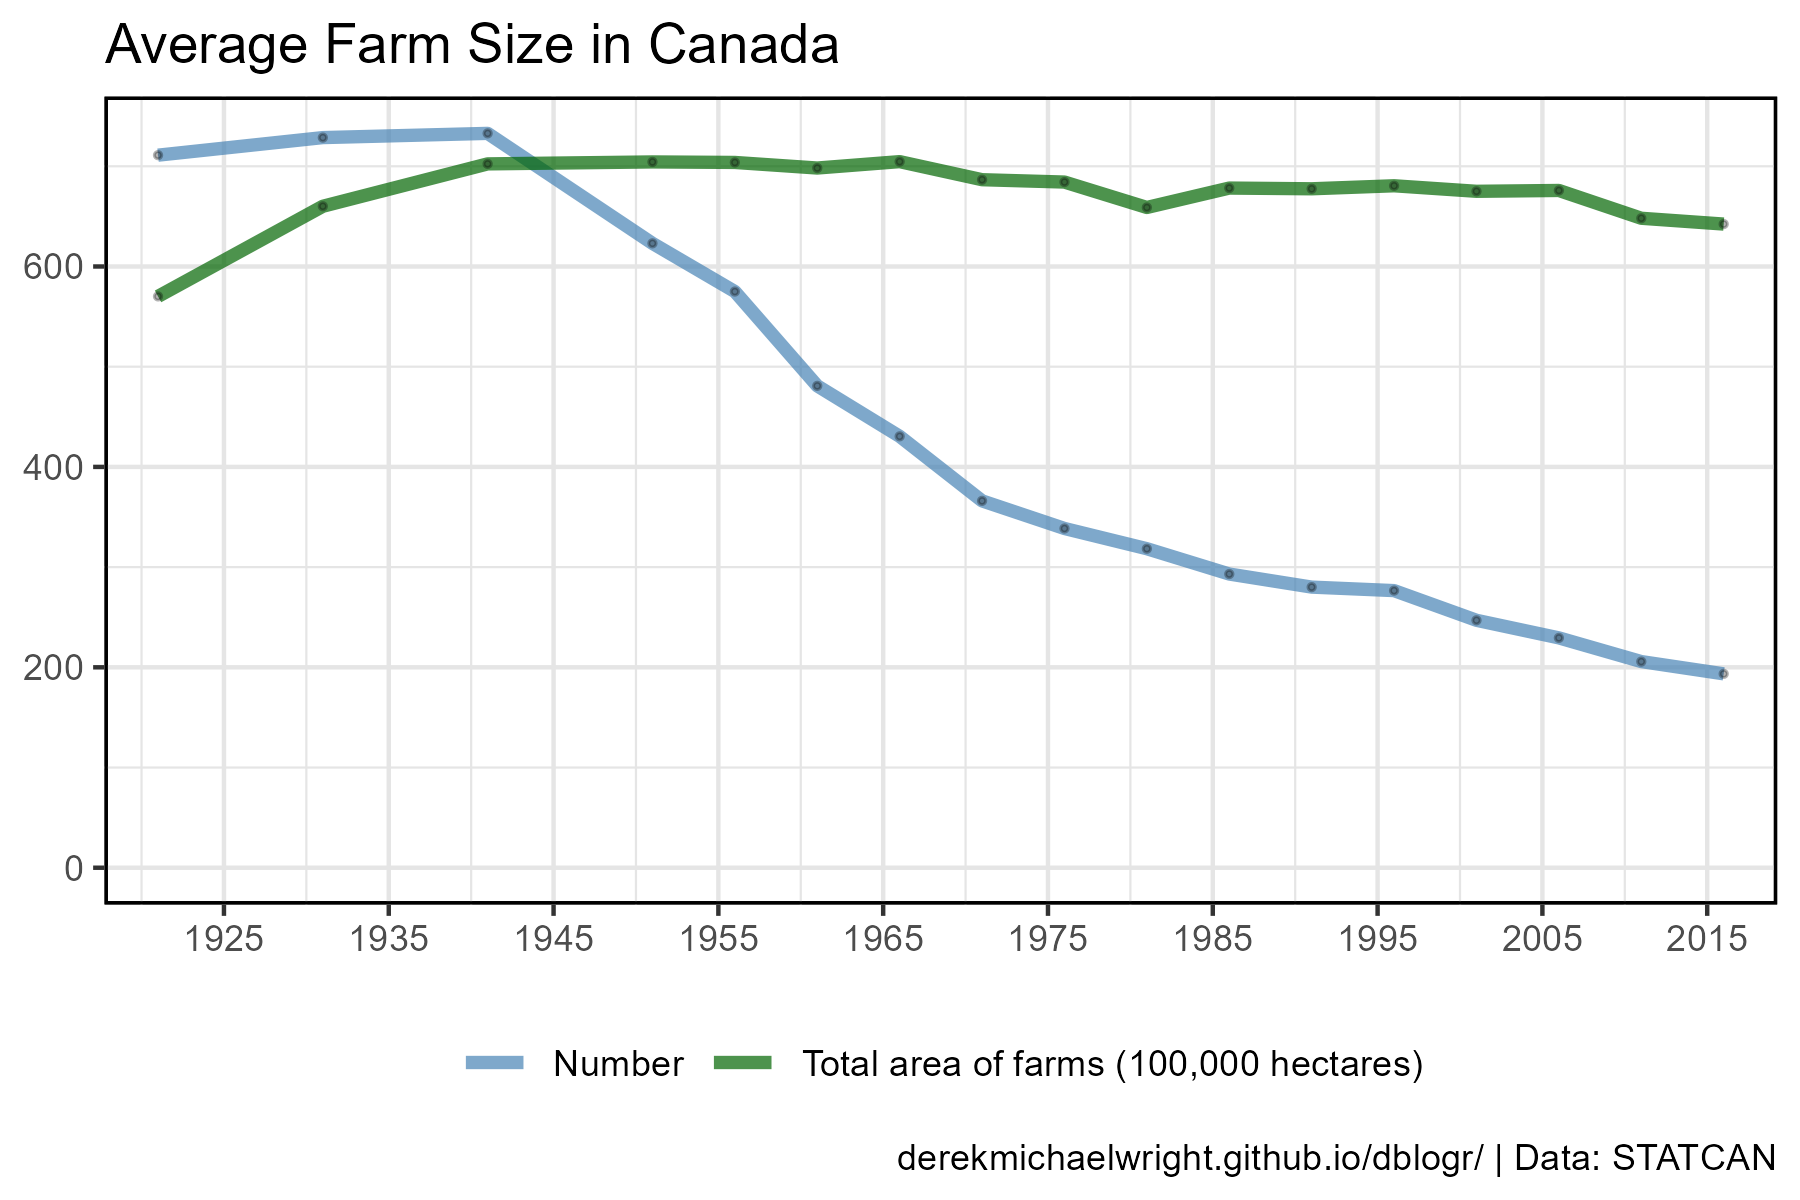 Average Farm Size in Canada
600
400
200
0
1925 1935 1945 1955 1965 1975 1985 1995 2005 2015
Number Total area of farms (100,000 hectares)
derekmichaelwright.github.io/dblogr/ | Data: STATCAN